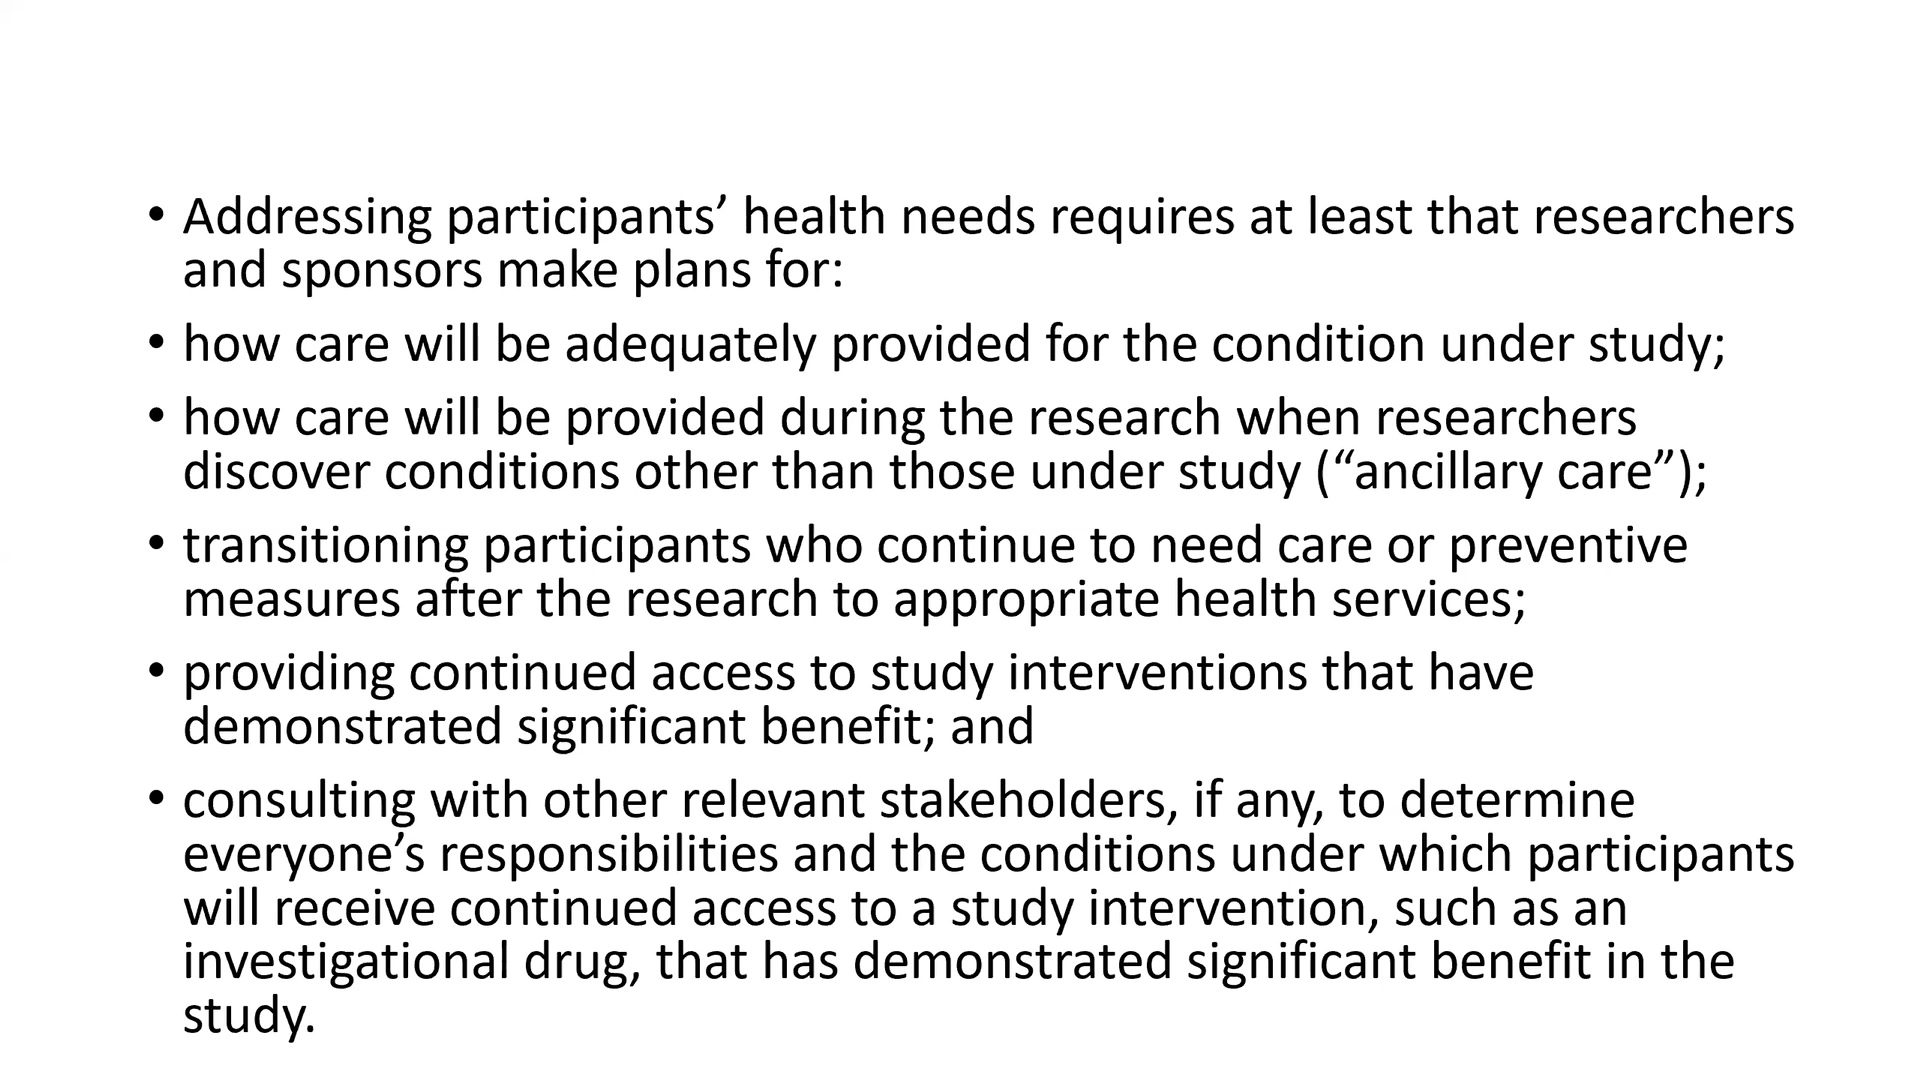 • Addressing participants’ health needs requires at least that researchers
and sponsors make plans for:
• how care will be adequately provided for the condition under study;
• how care will be provided during the research when researchers
discover conditions other than those under study (“ancillary care”);
• transitioning participants who continue to need care or preventive
measures after the research to appropriate health services;
• providing continued access to study interventions that have
demonstrated significant benefit; and
• consulting with other relevant stakeholders, if any, to determine
everyone’s responsibilities and the conditions under which participants
will receive continued access to a study intervention, such as an
investigational drug, that has demonstrated significant benefit in the
study.